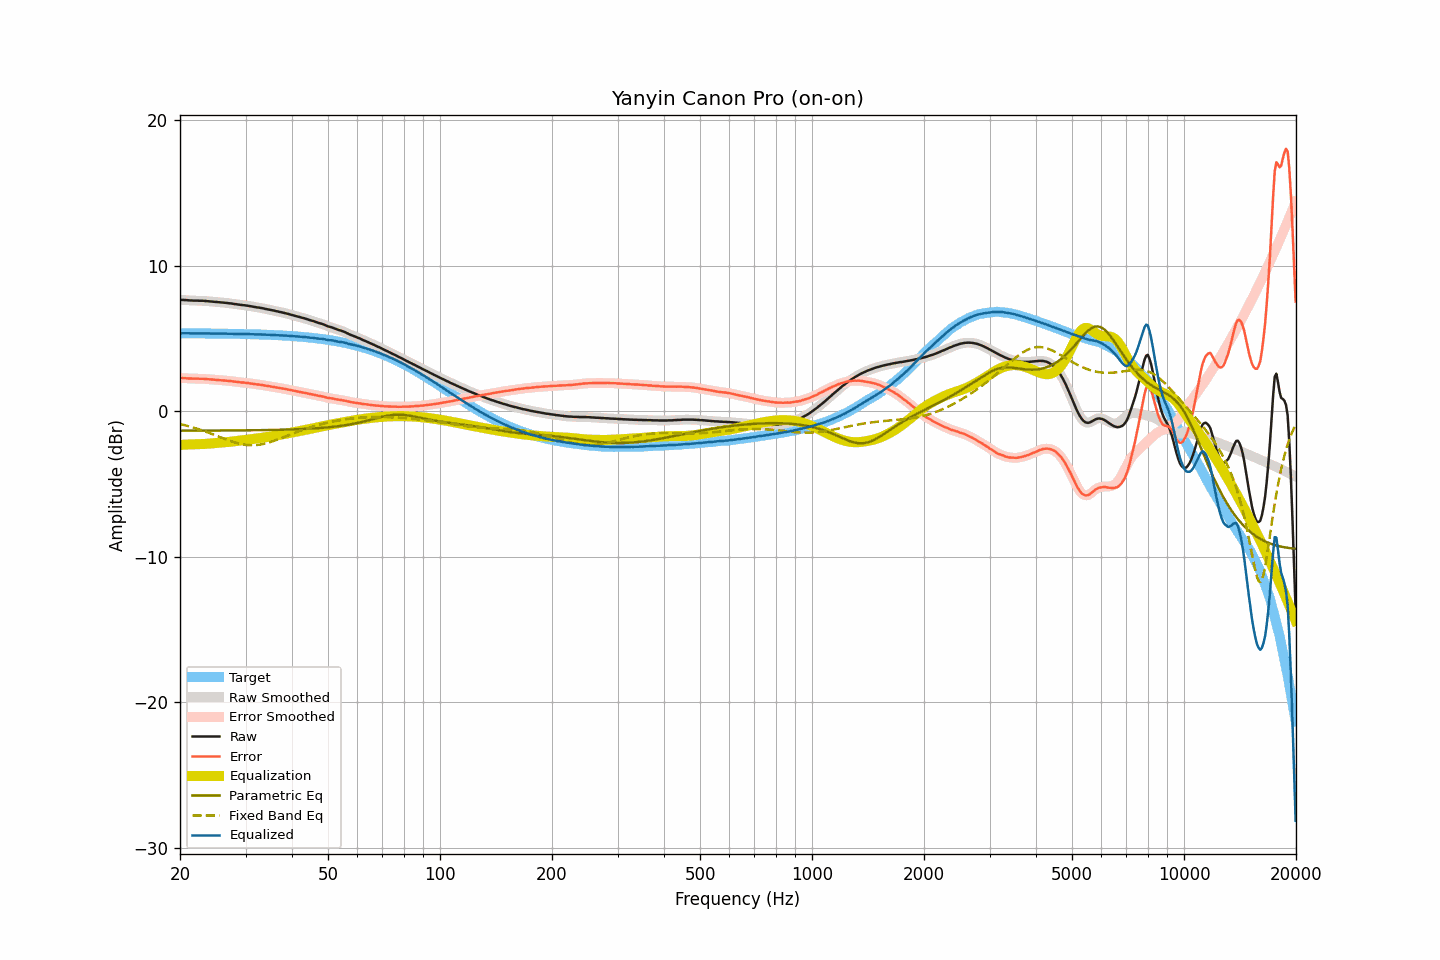 Yanyin Canon Pro (on-on)
20
10
0
−10
−20
−30
Amplitude (dBr)
Target
Raw Smoothed
Error Smoothed
Raw
Error
Equalization
Parametric Eq
Fixed Band Eq
Equalized
20 50 100 200 500 1000 2000 5000 10000 20000
Frequency (Hz)